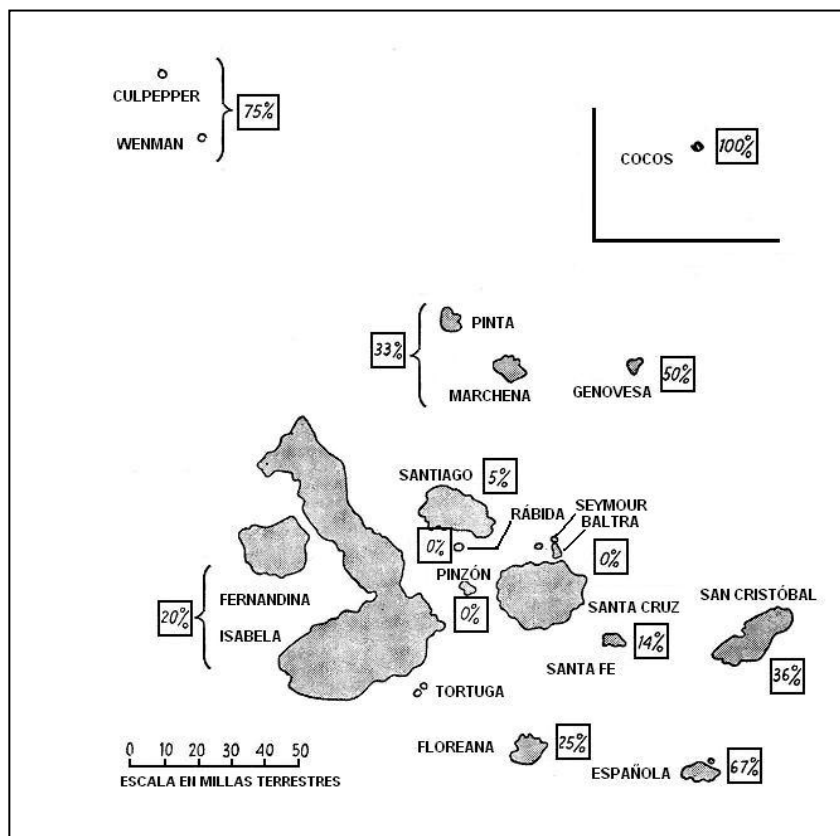 CULPEPPER
75%
WENMAN
COCOS
100%
PINTA
33%
MARCHENA
GENOVESA
50%
SANTIAGO
5%
SEYMOUR
RÁBIDA
BALTRA
0%
0%
PINZÓN
0%
FERNANDINA
20%
ISABELA
SANTA CRUZ
SAN CRISTÓBAL
SANTA FE
14%
36%
TORTUGA
FLOREANA
25%
ESPAÑOLA
67%
0 10 20 30 40 50
ESCALA EN MILLAS TERRESTRES